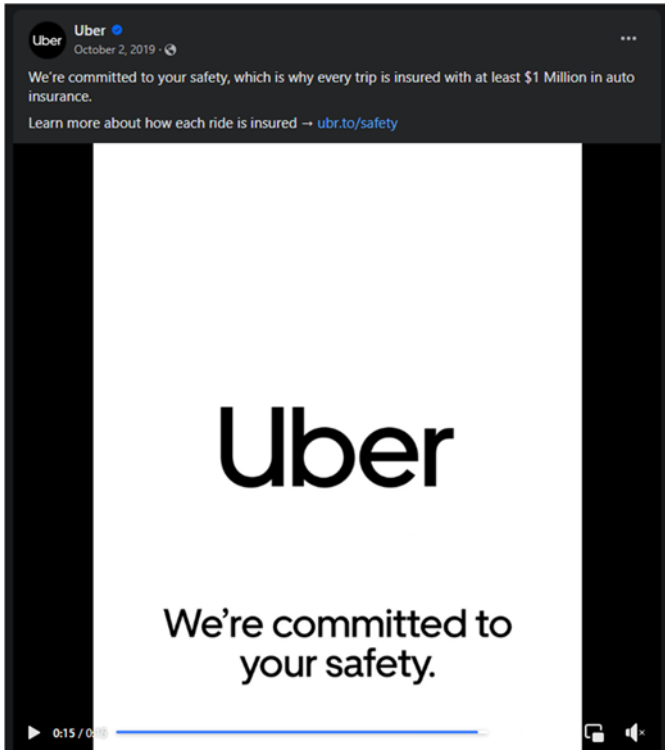 Uber
Uber
October 2, 2019 ·
We're committed to your safety, which is why every trip is insured with at least $1 Million in auto
insurance.
Learn more about how each ride is insured → ubr.to/safety
Uber
We're committed to
your safety.
0:15 / 0: